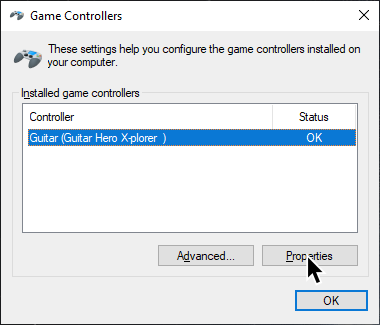 Game Controllers
These settings help you configure the game controllers installed on
your computer.
Installed game controllers
Controller Status
Guitar (Guitar Hero X-plorer  ) OK
Advanced... Properties
OK